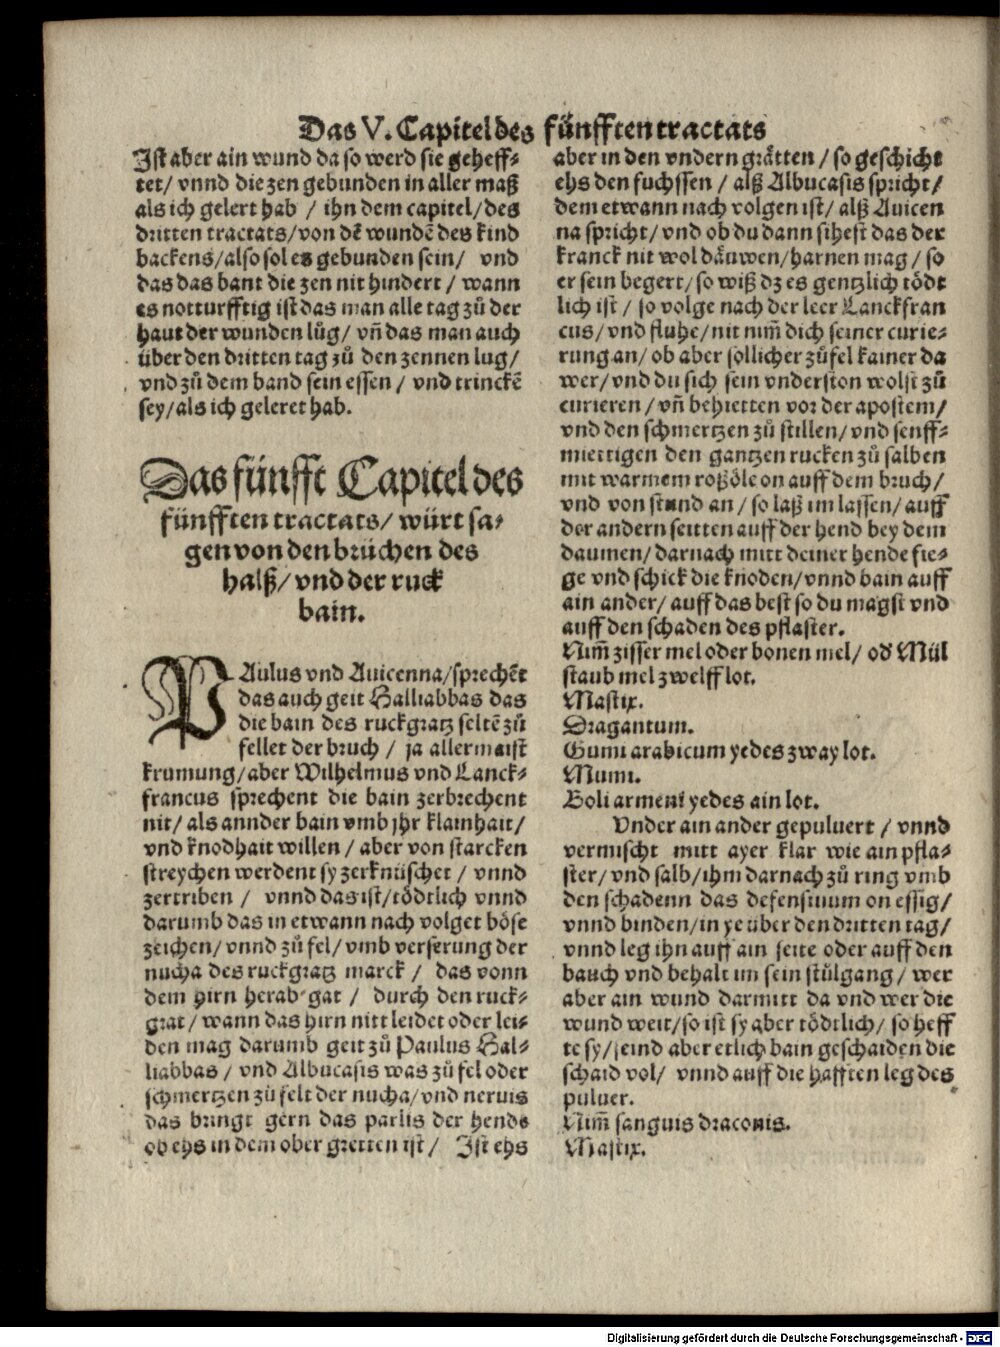 Das V. Capitel des fünfften tractats
Ist aber ain wund da so werd sie geheff⸗
tet/ vnnd die zen gebunden in aller maß
als ich gelert hab / ihn dem capitel/des
dritten tractats/von dē wundē des kind
backens/also sol es gebunden sein/ vnd
das das bant die zen nit hindert / wann
es notturfftig ist das man alle tag zů der
haut der wunden lůg/ vn̄ das man auch
über den dritten tag zů den zennen lug/
vnd zů dem band sein essen / vnd trinckē
sey/als ich geleret hab.
Das fünfft Capitel des
fünfften tractats/ würt sa⸗
gen von den brüchen des
halß/ vnd der ruck
bain.
PAulus vnd Auicenna/sprechēt
das auch geit Halliabbas das
die bain des ruckgratz seltē zů
fellet der bruch / ja allermaist
krumung/aber Wilhelmus vnd Lanck⸗
francus sprechent die bain zerbrechent
nit/ als annder bain vmb jhr klainhait/
vnd knodhait willen / aber von starcken
streychen werdent sy zerknüschet / vnnd
zertriben / vnnd das ist/tödtlich vnnd
darumb das in etwann nach volget böse
zeichen/vnnd zů fel/vmb verserung der
nucha des ruckgratz marck / das vonn
dem hirn herab gat / durch den ruck⸗
grat/ wann das hirn nitt leidet oder lei⸗
den mag darumb geit zů Paulus Hal⸗
liabbas / vnd Albucasis was zů fel oder
schmertzen zů felt der nucha/vnd neruis
das bringt gern das parlis der hende
ob ehs in dem ober gretten ist / Ist ehs
aber in den vndern grätten / so geschicht
ehs den fuchssen / alß Albucasis spricht/
dem etwann nach volgen ist/ alß Auicen
na spricht/ vnd ob du dann sihest das der
kranck nit wol däuwen/harnen mag / so
er sein begert/ so wiß dz es gentzlich tödt
lich ist / so volge nach der leer Lanckfran
cus/vnd fluhe/nit nim̄ dich seiner curie⸗
rung an/ ob aber sollicher zůfel kainer da
wer/vnd du sich sein vnderston wolst zů
curieren / vn̄ behietten vor der apostem/
vnd den schmertzen zů stillen/vnd senff⸗
miettigen den gantzen rucken zů salben
mit warmem roßöle on auff dem bruch/
vnd von stund an / so laß im lassen/ auff
der andern seitten auff der hend bey dem
daumen/ darnach mitt deiner hende fie⸗
ge vnd schick die knoden/vnnd bain auff
ain ander/ auff das best so du magst vnd
auff den schaden des pflaster.
Nim̄ zisser mel oder bonen mel/ od' Mül
staub mel zwelff lot.
Mastix.
Dragantum.
Gumi arabicum yedes zway lot.
Mumi.
Boli armeni yedes ain lot.
Vnder ain ander gepuluert / vnnd
vermischt mitt ayer klar wie ain pfla⸗
ster/ vnd salb/ihm darnach zů ring vmb
den schadenn das defensiuum on essig/
vnnd binden/in ye über den dritten tag/
vnnd leg ihn auff ain seite oder auff den
bauch vnd behalt im sein stůlgang / wer
aber ain wund darmitt da vnd wer die
wund weit/so ist sy aber tödtlich/ so heff
te sy/seind aber etlich bain geschaiden die
schaid vol/ vnnd auff die hafften leg des
puluer.
Nim̄ sanguis draconis.
Mastix.
Digitalisierung gefördert durch die Deutsche Forschungsgemeinschaft - DFG